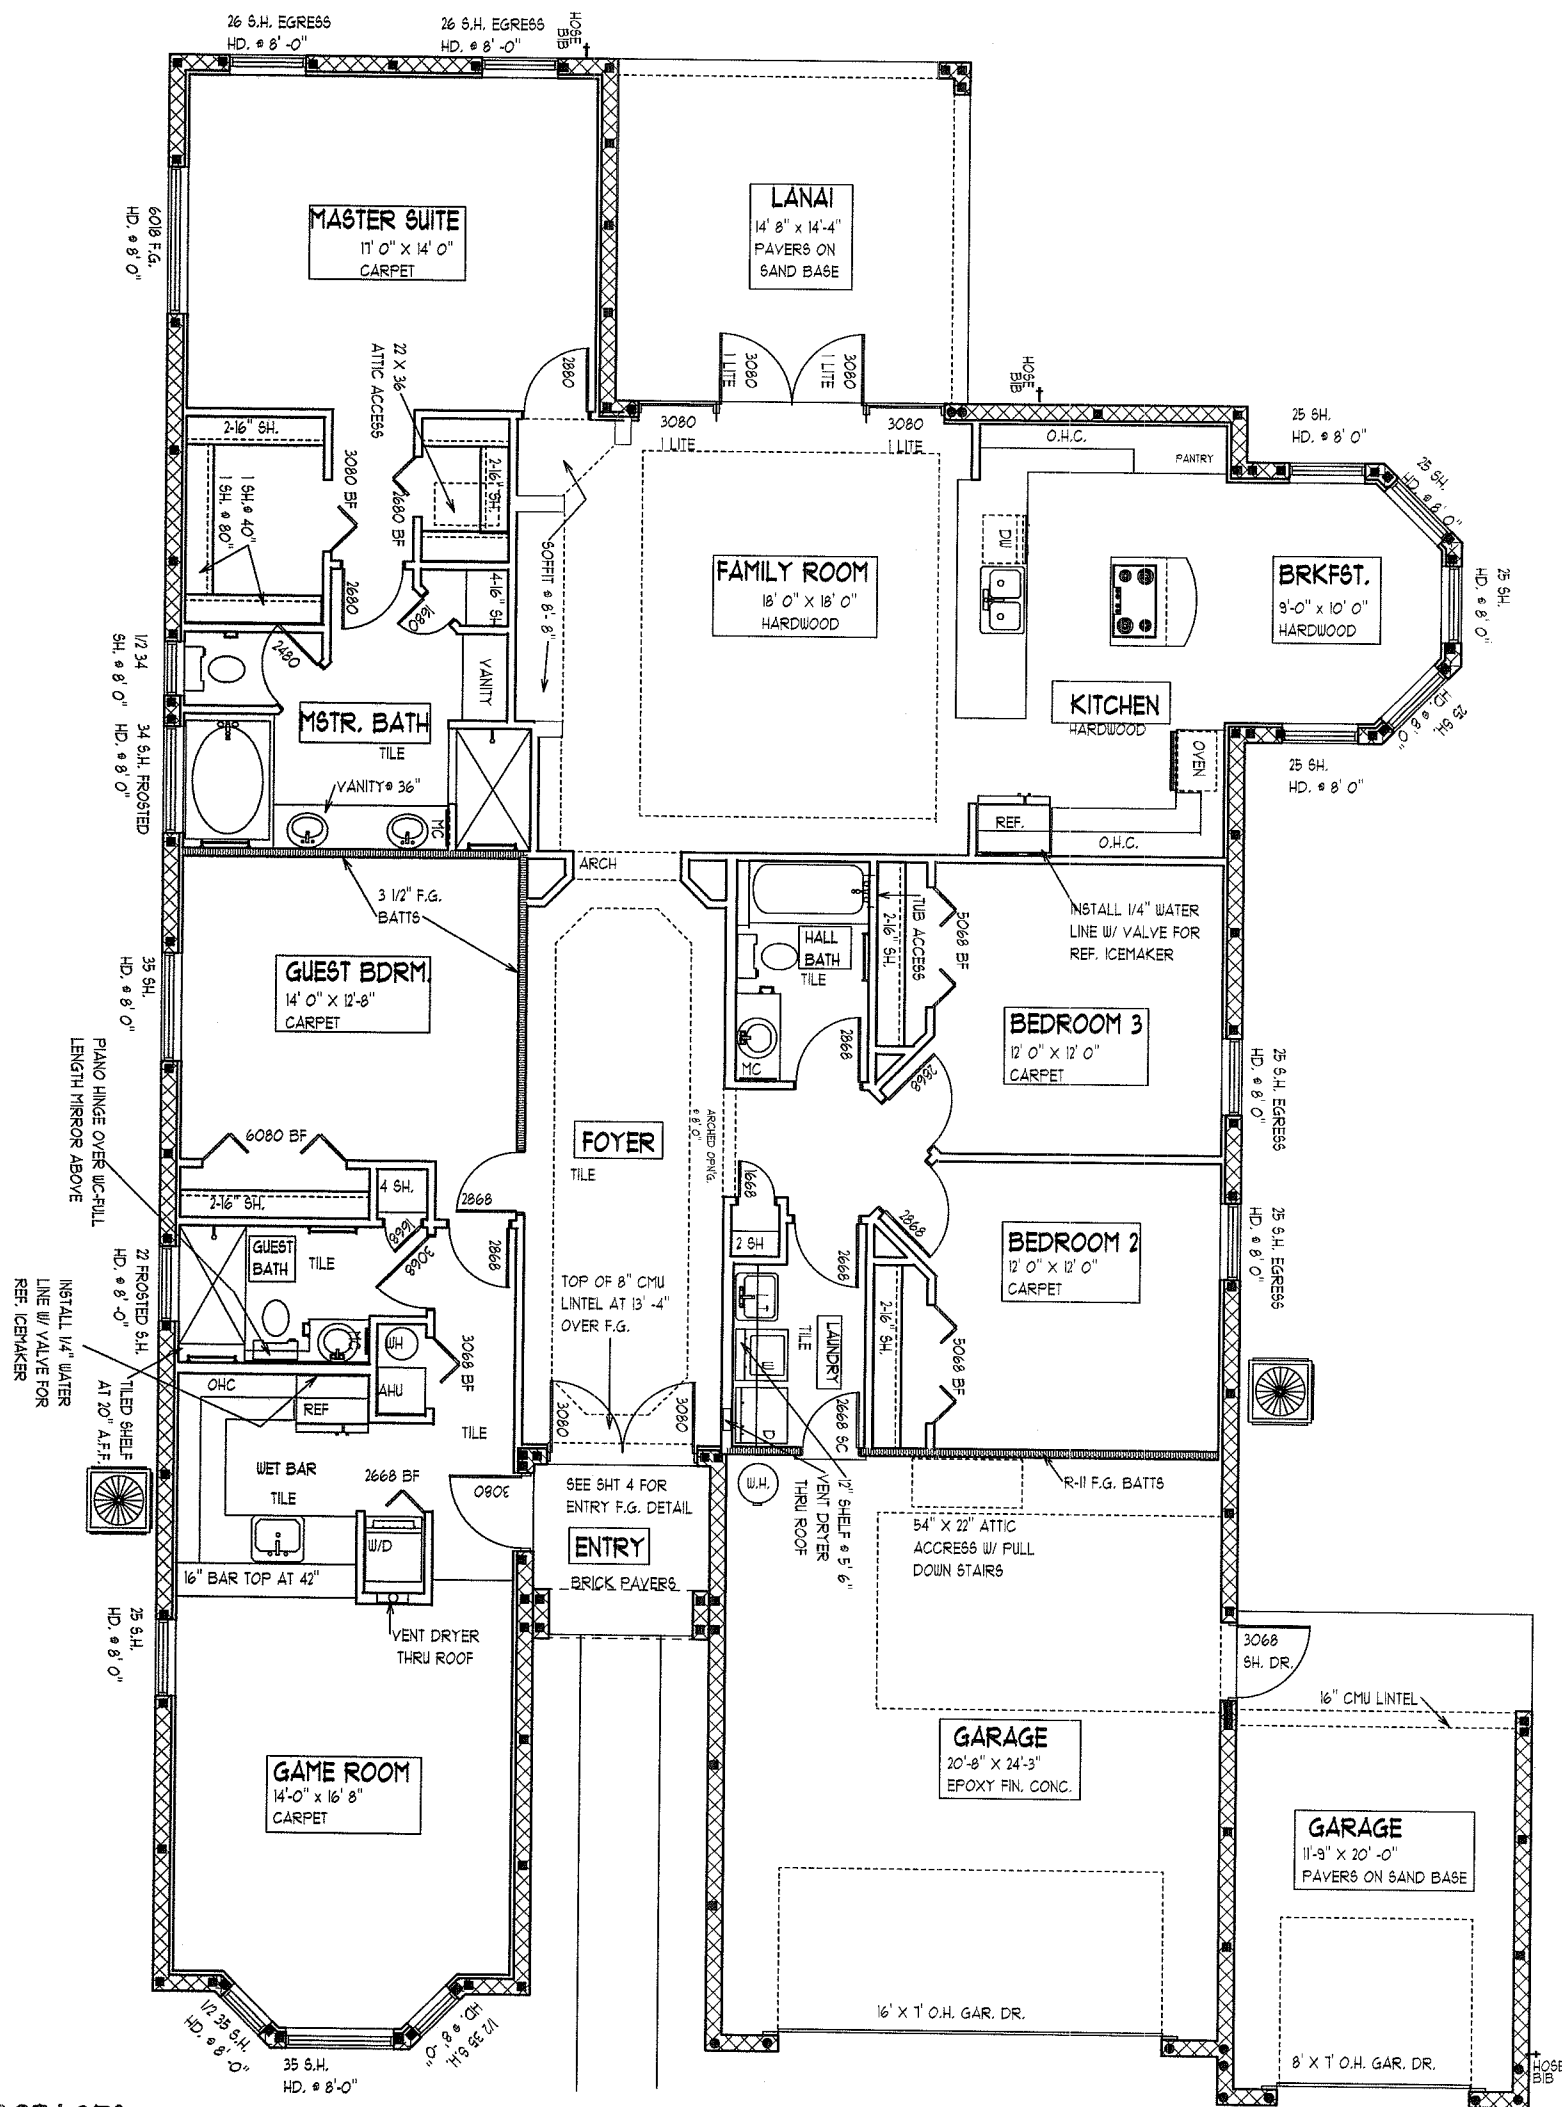 26 S.H. EGRESS
HD. @ 8' -0"
26 S.H. EGRESS
HD. @ 8' -0"
HOSE
BIB
LANAI
14' 8" x 14'-4"
PAVERS ON
SAND BASE
MASTER SUITE
17' 0" X 14' 0"
CARPET
6018 F.G.
HD. @ 8' 0"
22 X 36
ATTIC ACCESS
2880
3080
1 LITE
3080
1 LITE
HOSE
BIB
3080
1 LITE
3080
1 LITE
O.H.C.
PANTRY
25 SH.
HD. @ 8' 0"
25 SH.
HD. @ 8' 0"
25 SH.
HD. @ 8' 0"
2-16" SH.
3080 BF
2-16" SH.
2680 BF
1 SH. @ 40"
1 SH. @ 80"
SOFFIT @ 8'- 8"
DW
FAMILY ROOM
18' 0" X 18' 0"
HARDWOOD
BRKFST.
9'-0" x 10' 0"
HARDWOOD
2680
1680
4-16" SH
2480
VANITY
1/2 34
SH. @ 8' 0"
KITCHEN
HARDWOOD
25 SH.
HD. @ 8' 0"
MSTR. BATH
TILE
34 S.H. FROSTED
HD. @ 8' 0"
VANITY @ 36"
MC
OVEN
25 SH.
HD. @ 8' 0"
REF.
O.H.C.
ARCH
3 1/2" F.G.
BATTS
INSTALL 1/4" WATER
LINE W/ VALVE FOR
REF. ICEMAKER
TUB ACCESS
2-16" SH.
5068 BF
HALL
BATH
TILE
GUEST BDRM.
14' 0" X 12'-8"
CARPET
35 SH.
HD. @ 8' 0"
2868
MC
BEDROOM 3
12' 0" X 12' 0"
CARPET
2868
25 S.H. EGRESS
HD. @ 8' 0"
PIANO HINGE OVER WC-FULL
LENGTH MIRROR ABOVE
6080 BF
FOYER
TILE
ARCHED OPN'G.
@ 8' 0"
1668
2-16" SH.
4 SH.
2868
1668
2868
3068
2 SH
2668
2868
BEDROOM 2
12' 0" X 12' 0"
CARPET
25 S.H. EGRESS
HD. @ 8' 0"
GUEST
BATH
TILE
22 FROSTED S.H.
HD. @ 8' -0"
INSTALL 1/4" WATER
LINE W/ VALVE FOR
REF. ICEMAKER
TOP OF 8" CMU
LINTEL AT 13' -4"
OVER F.G.
MC
WH
3068 BF
AHU
W
TILE
LAUNDRY
2-16" SH.
5068 BF
OHC
REF
TILED SHELF
AT 20" A.F.F.
TILE
3080
3080
D
2668 SC
WET BAR
TILE
2668 BF
3080
SEE SHT 4 FOR
ENTRY F.G. DETAIL
W.H.
VENT DRYER
THRU ROOF
12" SHELF @ 5' 6"
R-11 F.G. BATTS
54" X 22" ATTIC
ACCRESS W/ PULL
DOWN STAIRS
W/D
ENTRY
BRICK PAVERS
16" BAR TOP AT 42"
25 S.H.
HD. @ 8' 0"
VENT DRYER
THRU ROOF
3068
SH. DR.
16" CMU LINTEL
GARAGE
20'-8" X 24'-3"
EPOXY FIN. CONC.
GAME ROOM
14'-0" x 16' 8"
CARPET
GARAGE
11'-9" X 20' -0"
PAVERS ON SAND BASE
1/2 35 S.H.
HD. @ 8' -0"
1/2 35 S.H.
HD. @ 8' -0"
35 S.H.
HD. @ 8'-0"
16' X 7' O.H. GAR. DR.
8' X 7' O.H. GAR. DR.
HOSE
BIB